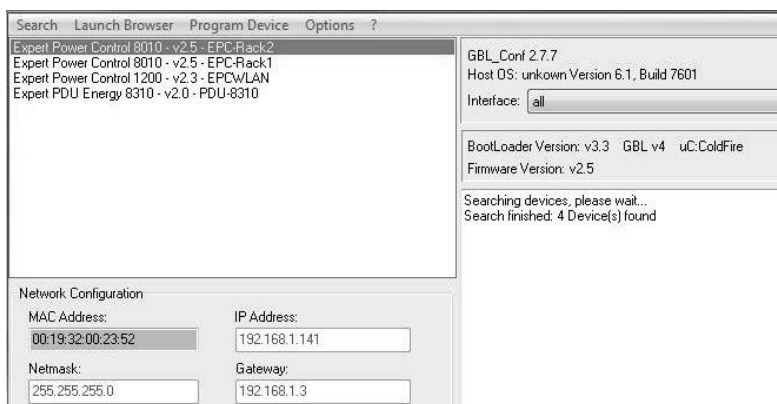 Search Launch Browser Program Device Options ?
Expert Power Control 8010 - v2.5 - EPC-Rack2
Expert Power Control 8010 - v2.5 - EPC-Rack1
Expert Power Control 1200 - v2.3 - EPCWLAN
Expert PDU Energy 8310 - v2.0 - PDU-8310
GBL_Conf 2.7.7
Host OS: unkown Version 6.1, Build 7601
Interface: all
BootLoader Version: v3.3 GBL v4 uC:ColdFire
Firmware Version: v2.5
Searching devices, please wait...
Search finished: 4 Device(s) found
Network Configuration
MAC Address: IP Address:
00:19:32:00:23:52 192.168.1.141
Netmask: Gateway:
255.255.255.0 192.168.1.3